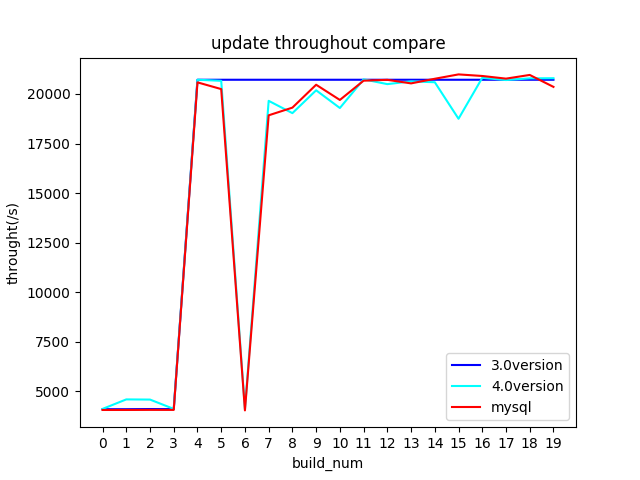 update throughout compare
throught(/s)
20000
17500
15000
12500
10000
7500
5000
3.0version
4.0version
mysql
0 1 2 3 4 5 6 7 8 9 10 11 12 13 14 15 16 17 18 19
build_num